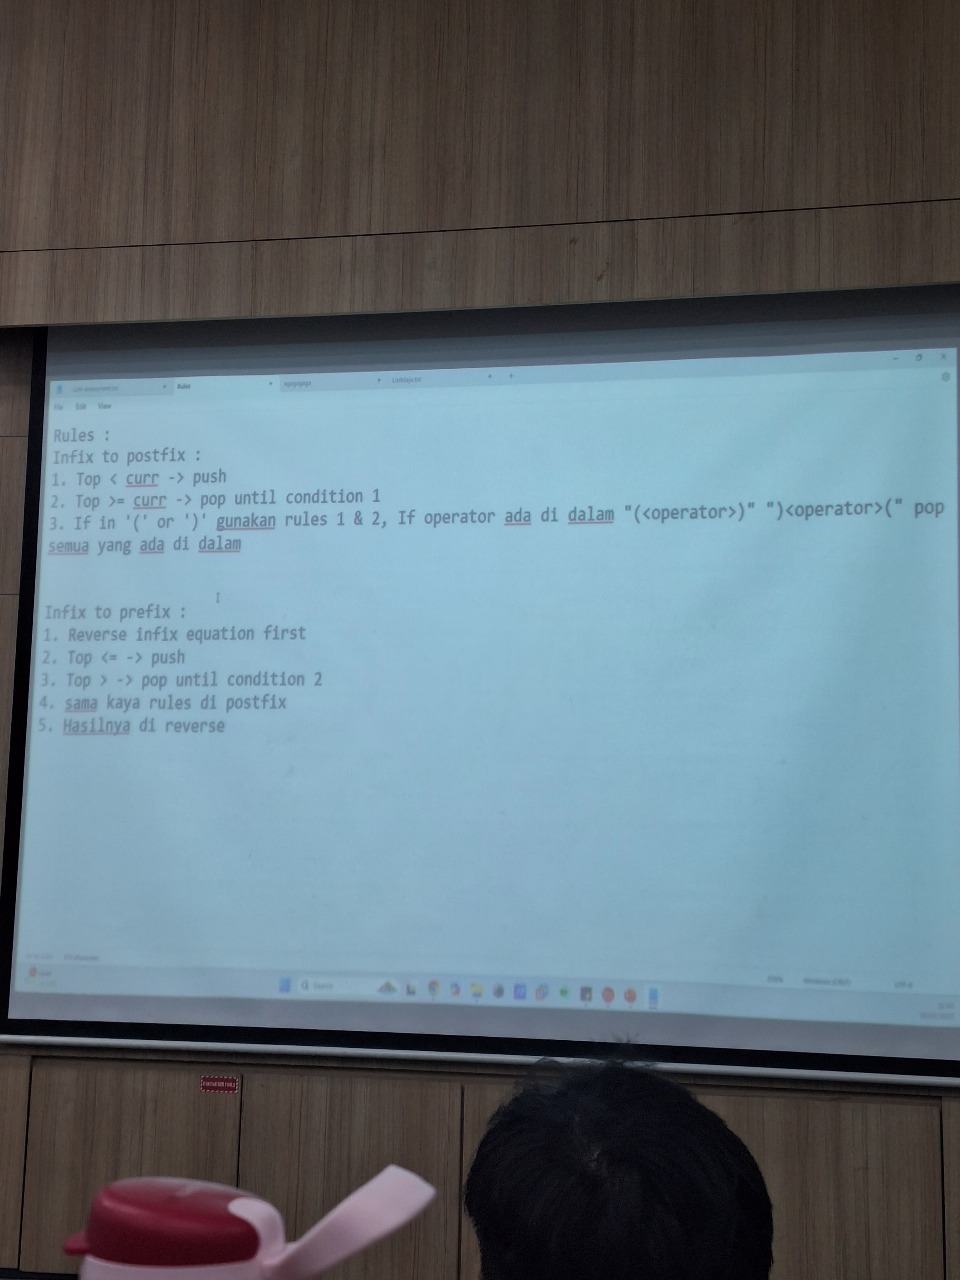 Rules
File Edit View
Rules :
Infix to postfix :
1. Top < curr -> push
2. Top >= curr -> pop until condition 1
3. If in '(' or ')' gunakan rules 1 & 2, If operator ada di dalam "(<operator>)" ")<operator>(" pop
semua yang ada di dalam
Infix to prefix :
1. Reverse infix equation first
2. Top <= -> push
3. Top > -> pop until condition 2
4. sama kaya rules di postfix
5. Hasilnya di reverse
Search